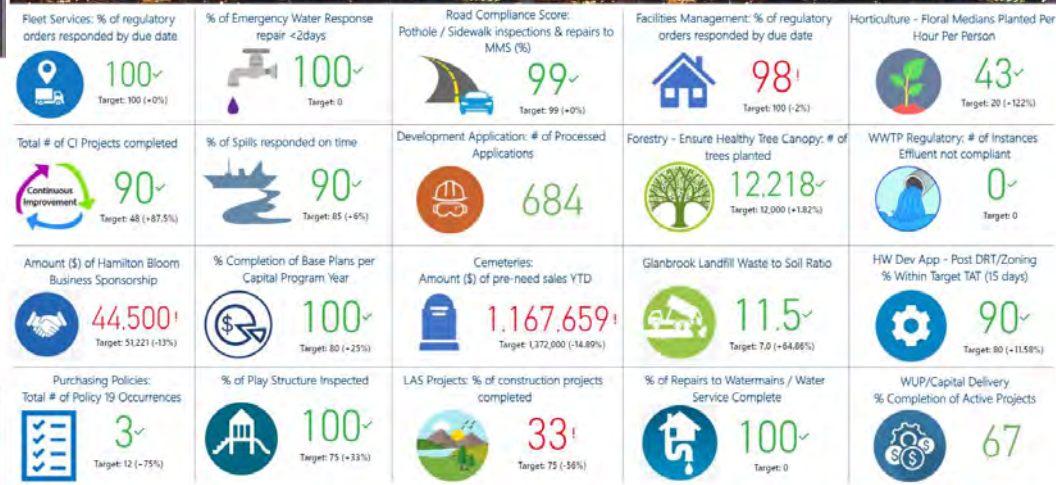 Fleet Services: % of regulatory
orders responded by due date
100✓
Target: 100 (+0%)
% of Emergency Water Response
repair <2days
100✓
Target: 0
Road Compliance Score:
Pothole / Sidewalk inspections & repairs to
MMS (%)
99✓
Target: 99 (+0%)
Facilities Management: % of regulatory
orders responded by due date
98!
Target: 100 (-2%)
Horticulture - Floral Medians Planted Per
Hour Per Person
43✓
Target: 20 (+122%)
Total # of CI Projects completed
Continuous
Improvement
90✓
Target: 48 (+87.5%)
% of Spills responded on time
90✓
Target: 85 (+6%)
Development Application: # of Processed
Applications
684
Forestry - Ensure Healthy Tree Canopy: # of
trees planted
12,218✓
Target: 12,000 (+1.82%)
WWTP Regulatory: # of Instances
Effluent not compliant
0✓
Target: 0
Amount ($) of Hamilton Bloom
Business Sponsorship
44,500!
Target: 51,221 (-13%)
% Completion of Base Plans per
Capital Program Year
$
100✓
Target: 80 (+25%)
Cemeteries:
Amount ($) of pre-need sales YTD
1,167,659!
Target: 1,372,000 (-14.89%)
Glanbrook Landfill Waste to Soil Ratio
11.5✓
Target: 7.0 (+64.66%)
HW Dev App - Post DRT/Zoning
% Within Target TAT (15 days)
90✓
Target: 80 (+11.58%)
Purchasing Policies:
Total # of Policy 19 Occurrences
3✓
Target: 12 (-75%)
% of Play Structure Inspected
100✓
Target: 75 (+33%)
LAS Projects: % of construction projects
completed
33!
Target: 75 (-56%)
% of Repairs to Watermains / Water
Service Complete
100✓
Target: 0
WUP/Capital Delivery
% Completion of Active Projects
$ $ $
67